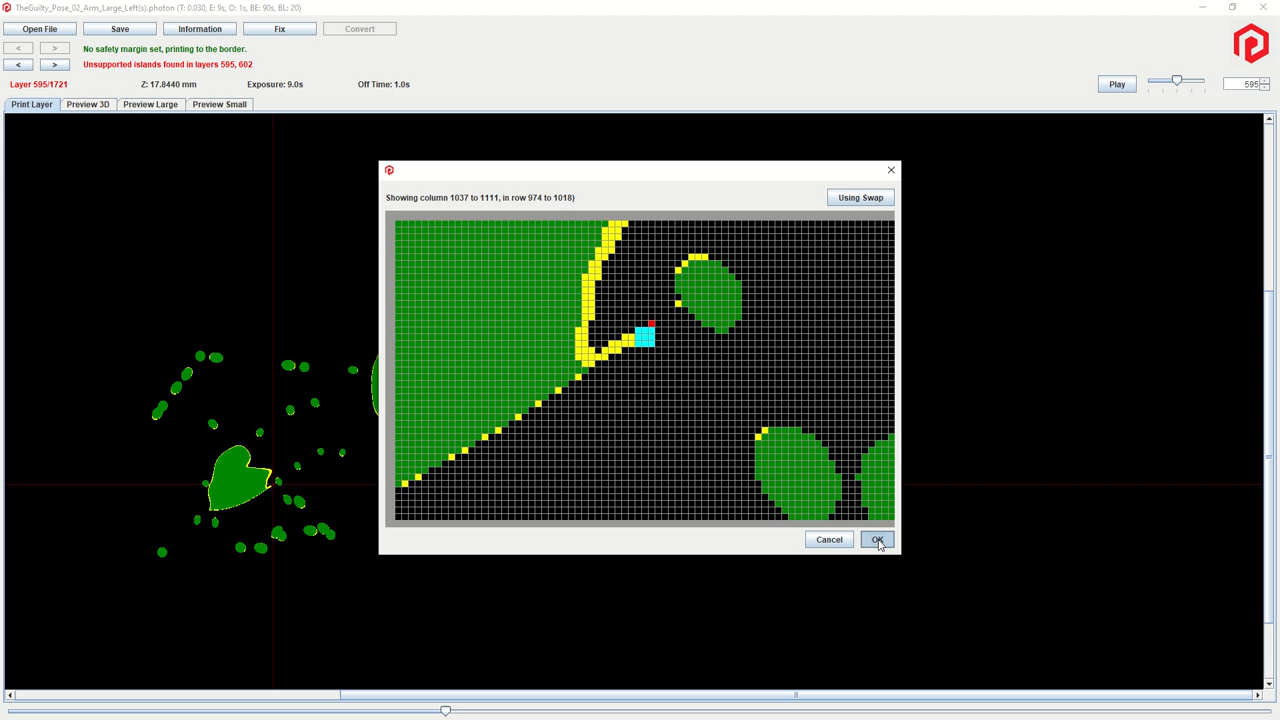 TheGuilty_Pose_02_Arm_Large_Left(s).photon (T: 0.030, E: 9s, O: 1s, BE: 90s, BL: 20)
Open File Save Information Fix Convert
< > No safety margin set, printing to the border.
< > Unsupported islands found in layers 595, 602
Layer 595/1721 Z: 17.8440 mm Exposure: 9.0s Off Time: 1.0s Play 595
Print Layer Preview 3D Preview Large Preview Small
Showing column 1037 to 1111, in row 974 to 1018) Using Swap
Cancel OK